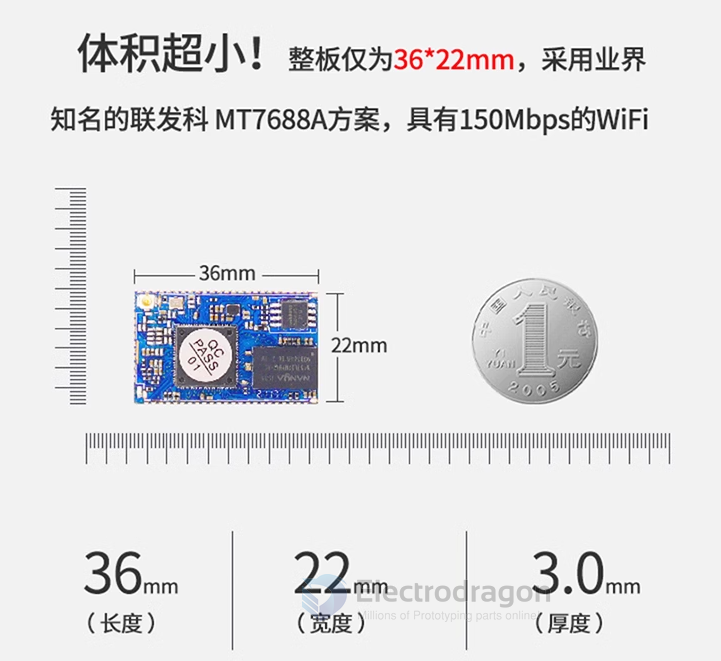 体积超小！整板仅为36*22mm，采用业界
知名的联发科 MT7688A方案，具有150Mbps的WiFi
36mm
22mm
QC
PASS
01
中国人民银行
1
元
YI
YUAN
2005
36mm
22mm
3.0mm
（长度）
（宽度）
（厚度）
Electrodragon
Millions of Prototyping parts online!